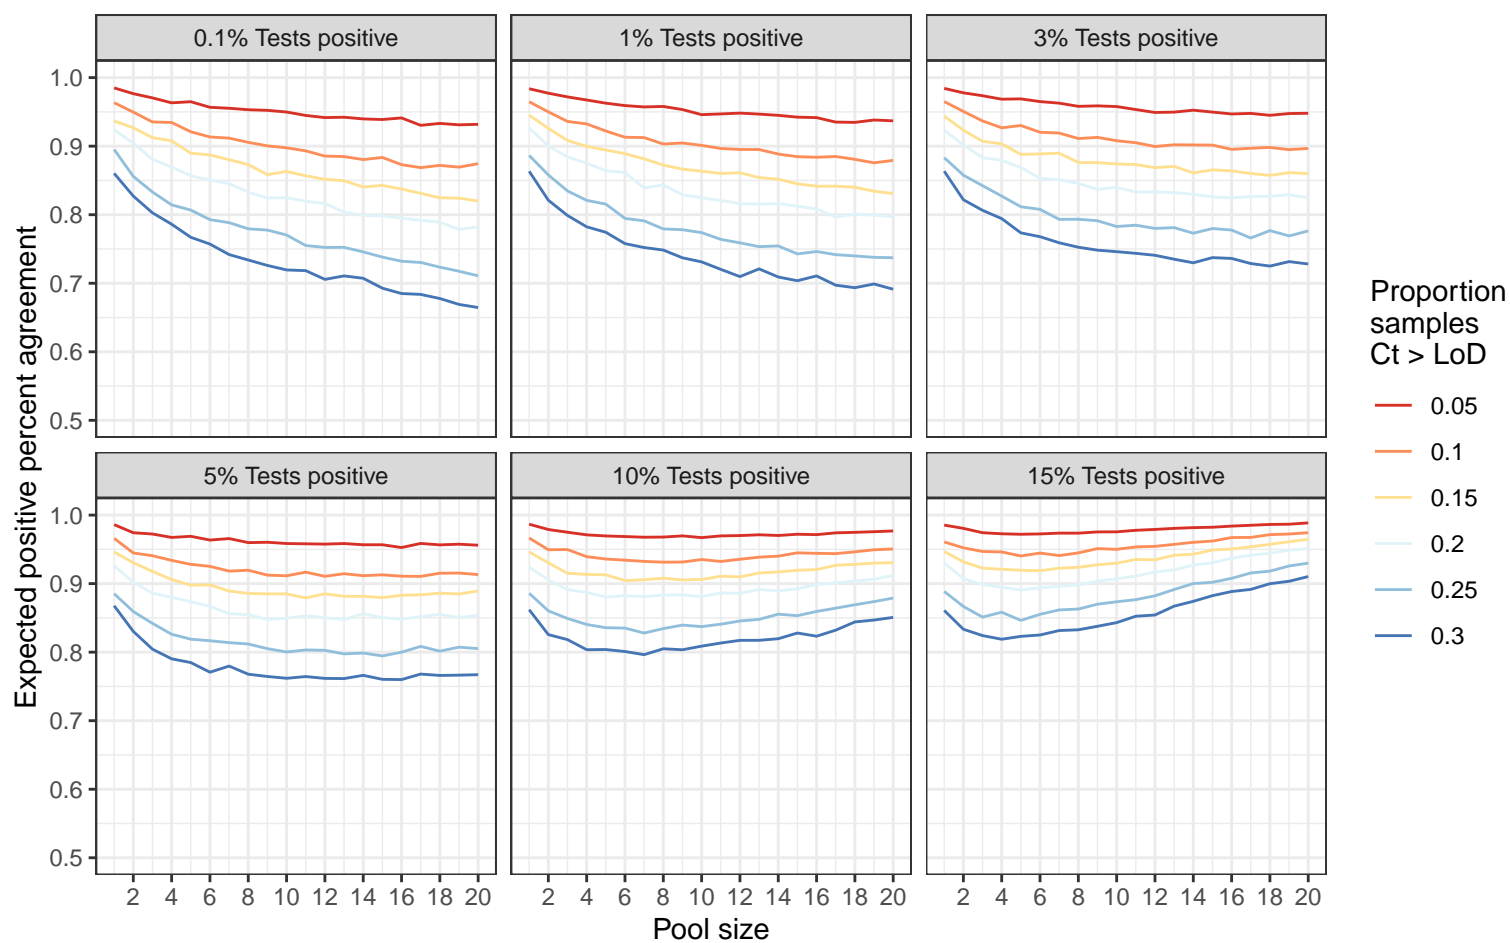 0.1% Tests positive
1% Tests positive
3% Tests positive
1.0
0.9
0.8
0.7
0.6
0.5
5% Tests positive
10% Tests positive
15% Tests positive
1.0
0.9
0.8
0.7
0.6
0.5
2 4 6 8 10 12 14 16 18 20
2 4 6 8 10 12 14 16 18 20
2 4 6 8 10 12 14 16 18 20
Pool size
Expected positive percent agreement
Proportion
samples
Ct > LoD
0.05
0.1
0.15
0.2
0.25
0.3